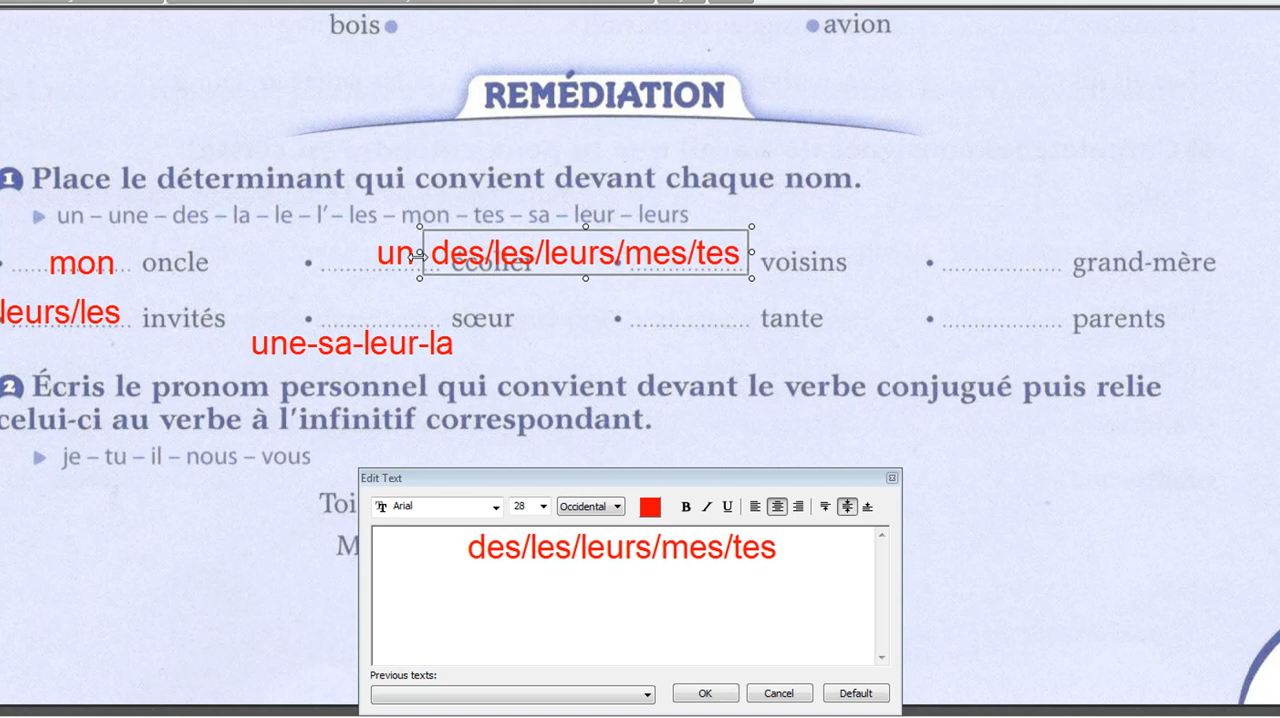 bois avion
REMÉDIATION
1 Place le déterminant qui convient devant chaque nom.
un – une – des – la – le – l' – les – mon – tes – sa – leur – leurs
mon oncle un écolier des/les/leurs/mes/tes voisins grand-mère
leurs/les invités sœur tante parents
une-sa-leur-la
2 Écris le pronom personnel qui convient devant le verbe conjugué puis relie
celui-ci au verbe à l'infinitif correspondant.
je – tu – il – nous – vous
Toi
M
Edit Text
Arial 28 Occidental B I U
des/les/leurs/mes/tes
Previous texts:
OK Cancel Default